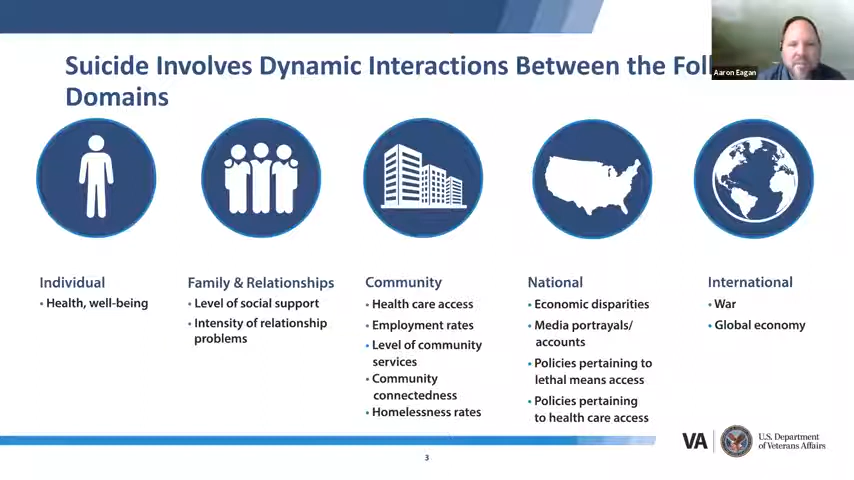 Aaron Eagan
Suicide Involves Dynamic Interactions Between the Foll
Domains
Individual
• Health, well-being
Family & Relationships
• Level of social support
• Intensity of relationship
problems
Community
• Health care access
• Employment rates
• Level of community
services
• Community
connectedness
• Homelessness rates
National
• Economic disparities
• Media portrayals/
accounts
• Policies pertaining to
lethal means access
• Policies pertaining
to health care access
International
• War
• Global economy
VA
U.S. Department
of Veterans Affairs
3